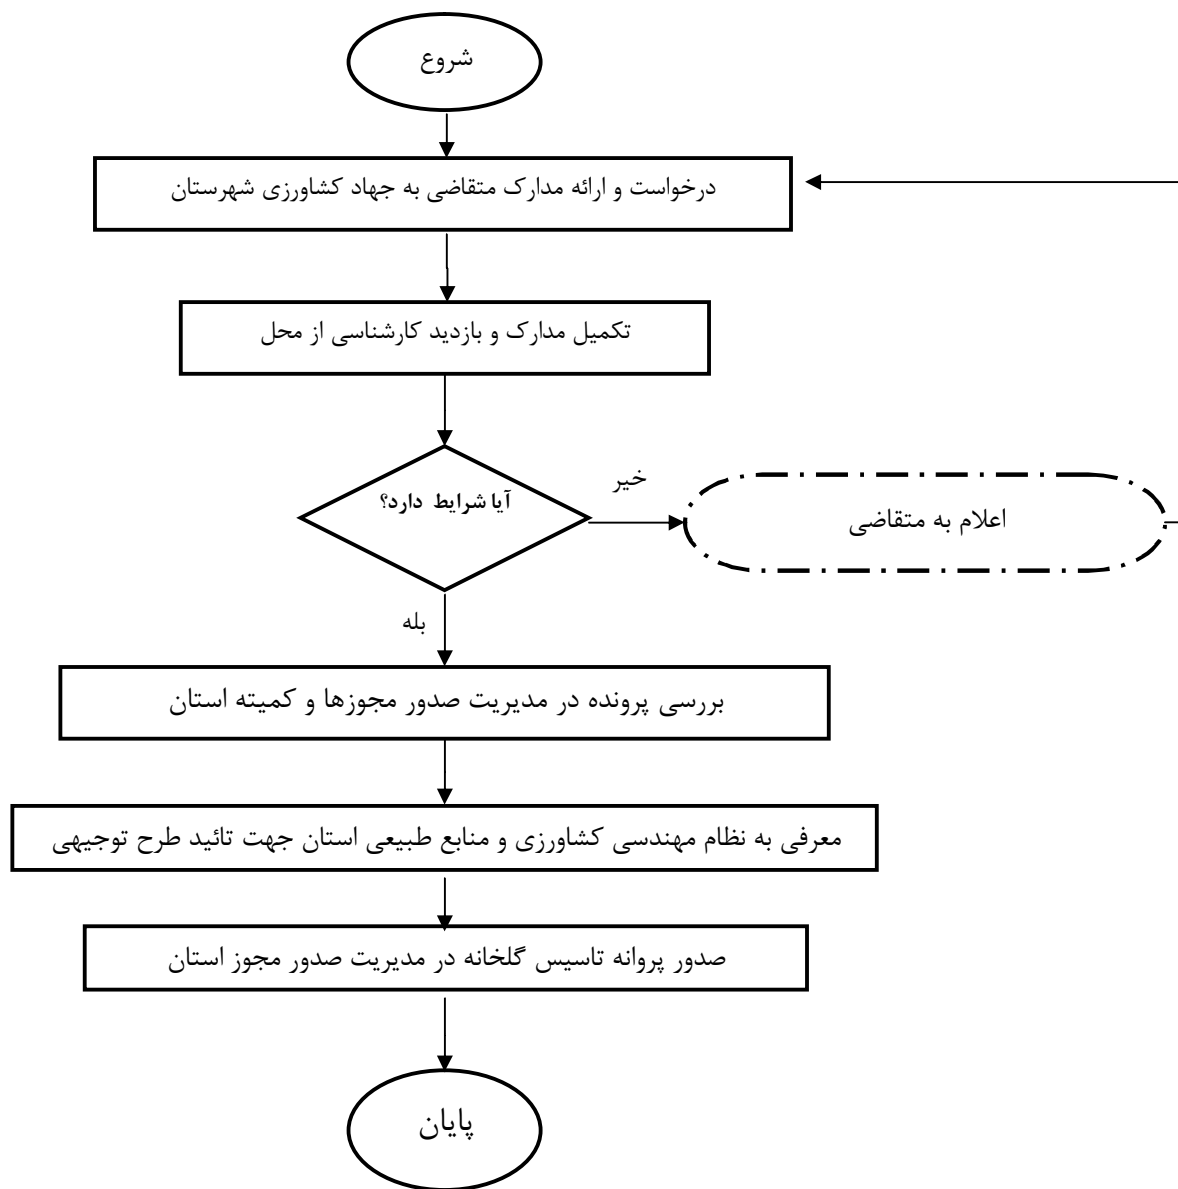 شروع
درخواست و ارائه مدارک متقاضی به جهاد کشاورزی شهرستان
تکمیل مدارک و بازدید کارشناسی از محل
آیا شرایط دارد؟
خیر
اعلام به متقاضی
بله
بررسی پرونده در مدیریت صدور مجوزها و کمیته استان
معرفی به نظام مهندسی کشاورزی و منابع طبیعی استان جهت تائید طرح توجیهی
صدور پروانه تاسیس گلخانه در مدیریت صدور مجوز استان
پایان